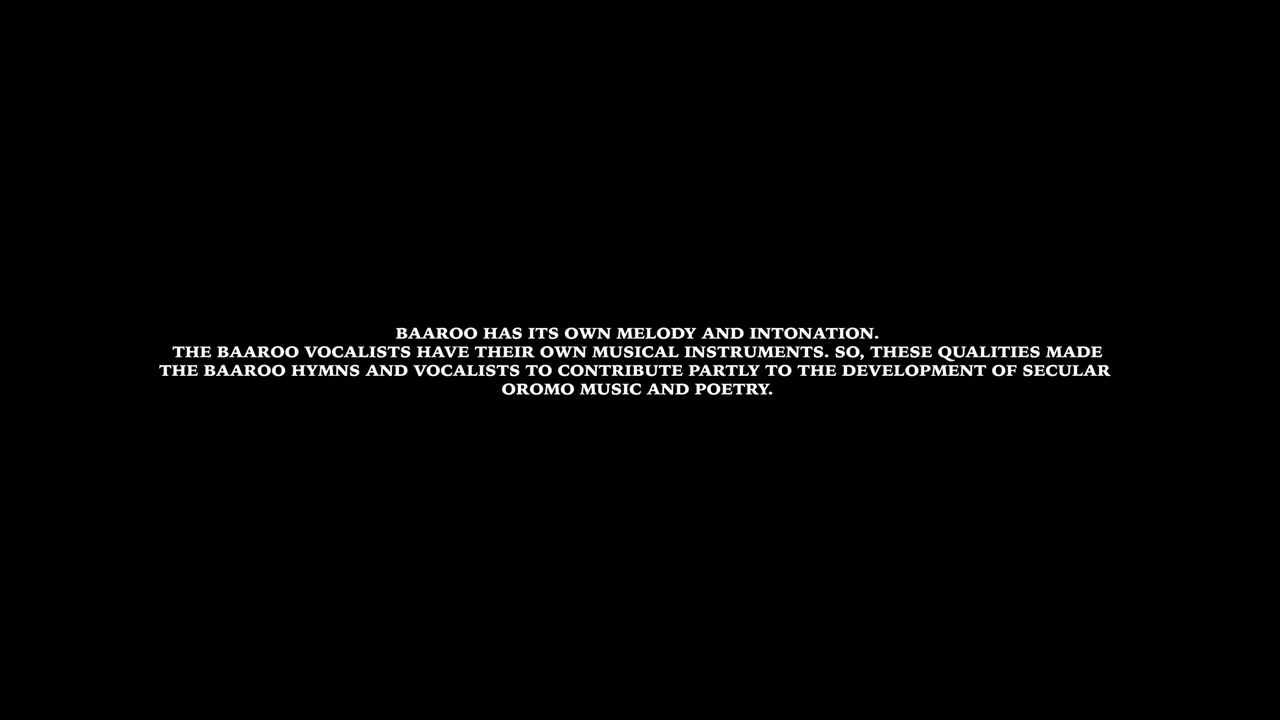 BAAROO HAS ITS OWN MELODY AND INTONATION.
THE BAAROO VOCALISTS HAVE THEIR OWN MUSICAL INSTRUMENTS. SO, THESE QUALITIES MADE
THE BAAROO HYMNS AND VOCALISTS TO CONTRIBUTE PARTLY TO THE DEVELOPMENT OF SECULAR
OROMO MUSIC AND POETRY.